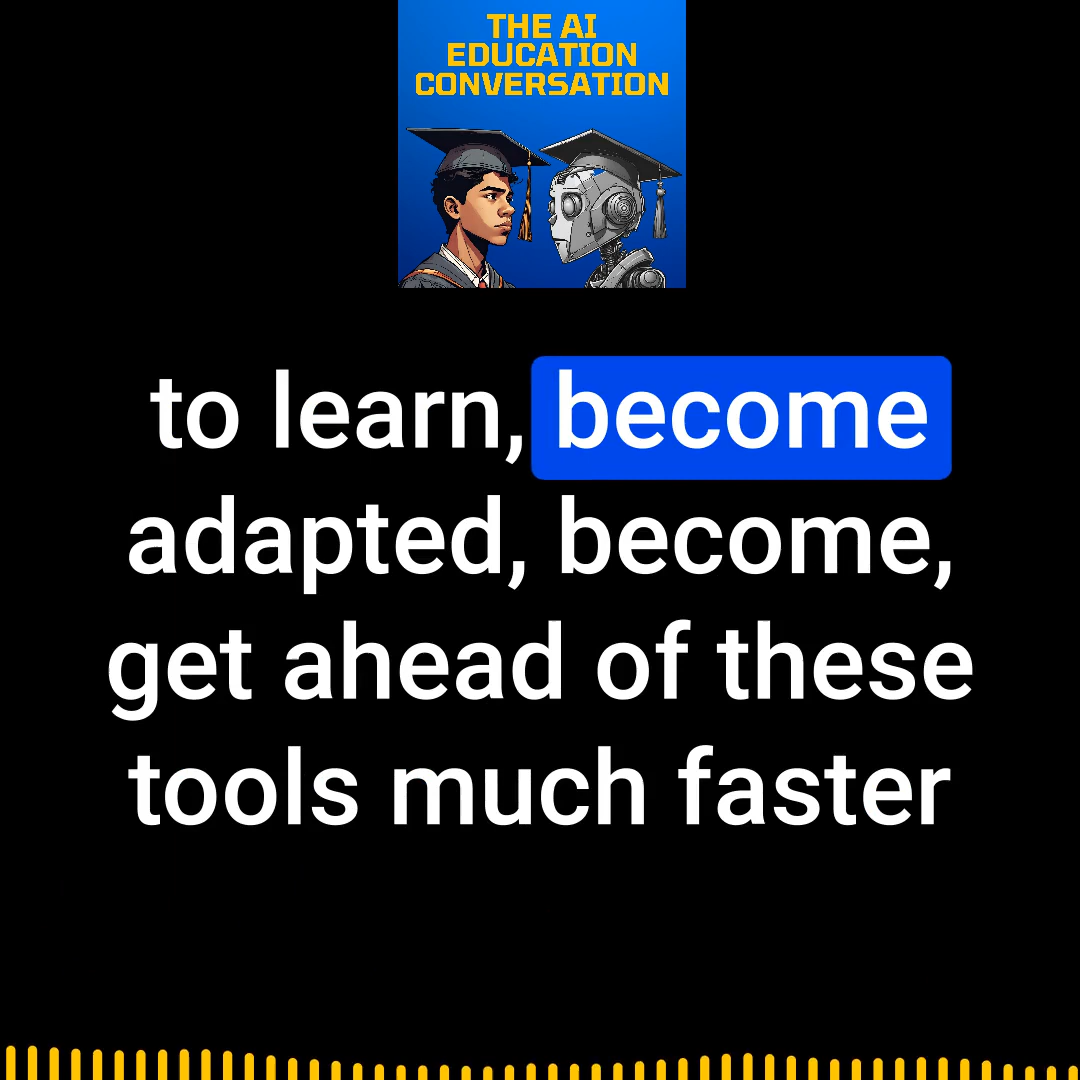 THE AI
EDUCATION
CONVERSATION
to learn, become
adapted, become,
get ahead of these
tools much faster